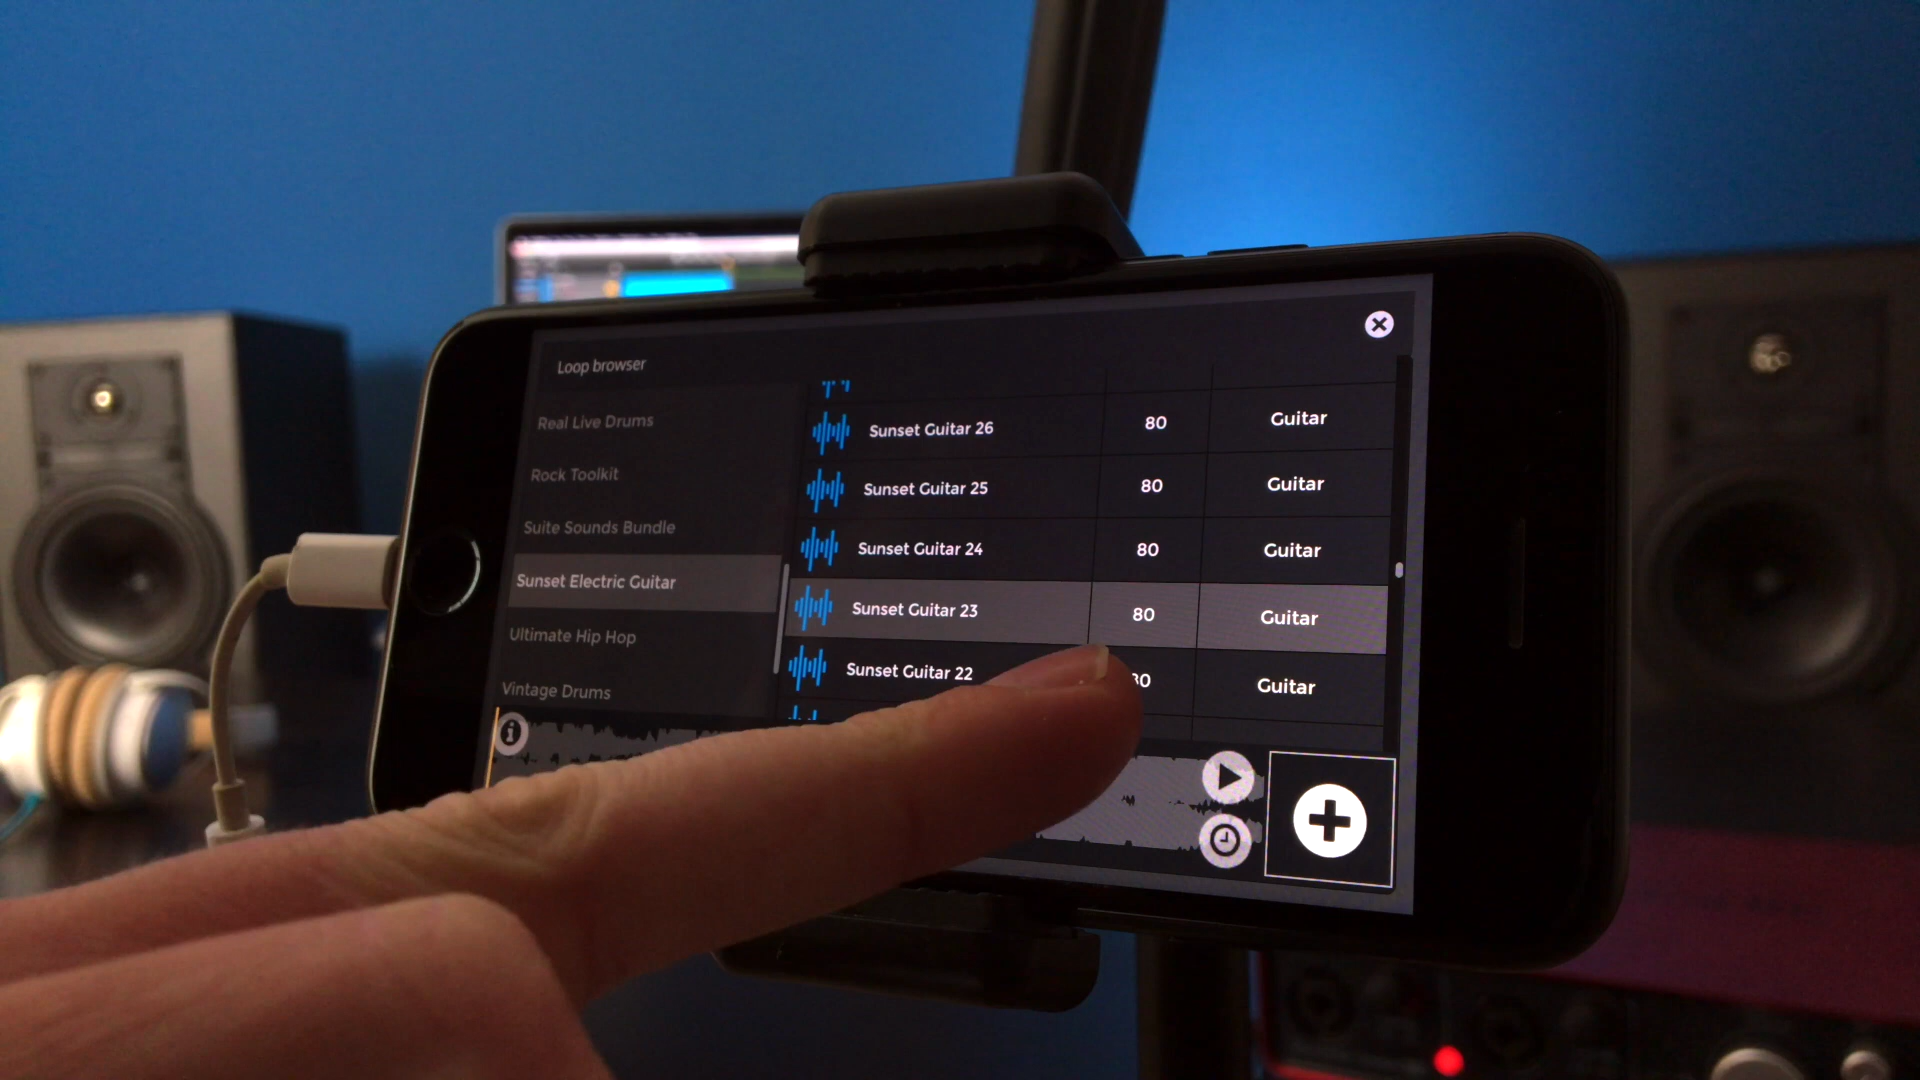 Loop browser
Real Live Drums
Rock Toolkit
Suite Sounds Bundle
Sunset Electric Guitar
Ultimate Hip Hop
Vintage Drums
Sunset Guitar 26 80 Guitar
Sunset Guitar 25 80 Guitar
Sunset Guitar 24 80 Guitar
Sunset Guitar 23 80 Guitar
Sunset Guitar 22 80 Guitar